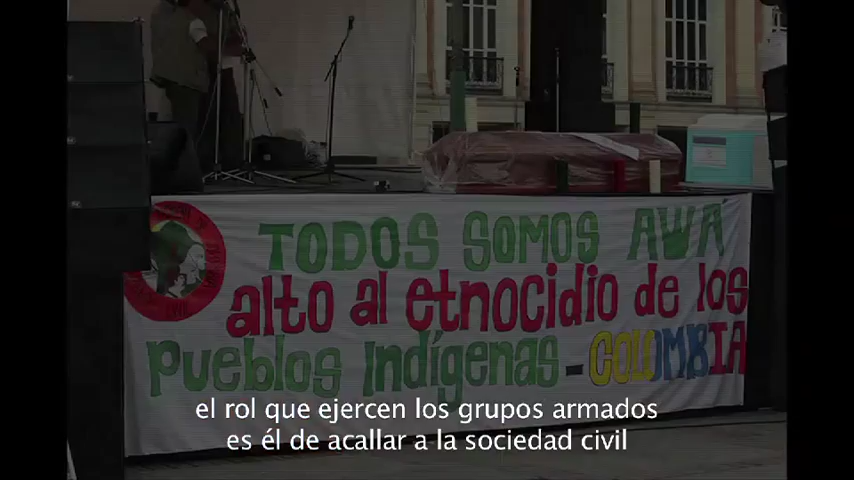 TODOS SOMOS AWÁ
alto al etnocidio de los
Pueblos Indígenas - COLOMBIA
el rol que ejercen los grupos armados
es él de acallar a la sociedad civil